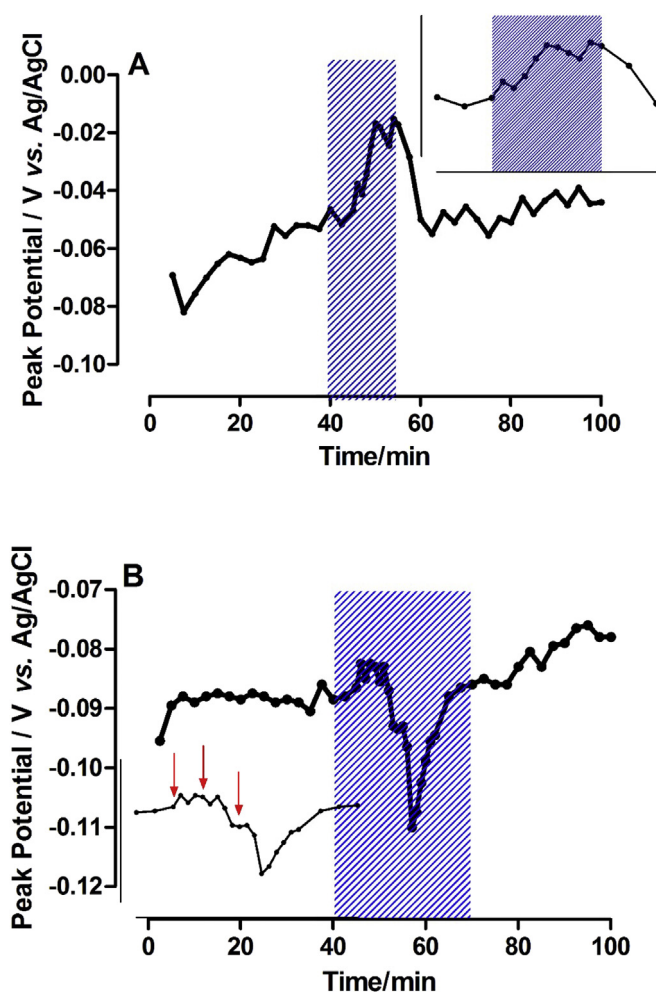 A
Peak Potential / V vs. Ag/AgCl
0.00
-0.02
-0.04
-0.06
-0.08
-0.10
0 20 40 60 80 100
Time/min
B
Peak Potential / V vs. Ag/AgCl
-0.07
-0.08
-0.09
-0.10
-0.11
-0.12
0 20 40 60 80 100
Time/min